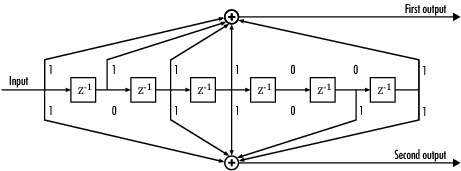 First output
1 1 1 1 0 0 1
Input
Z-1 Z-1 Z-1 Z-1 Z-1 Z-1
1 0 1 1 0 1 1
Second output